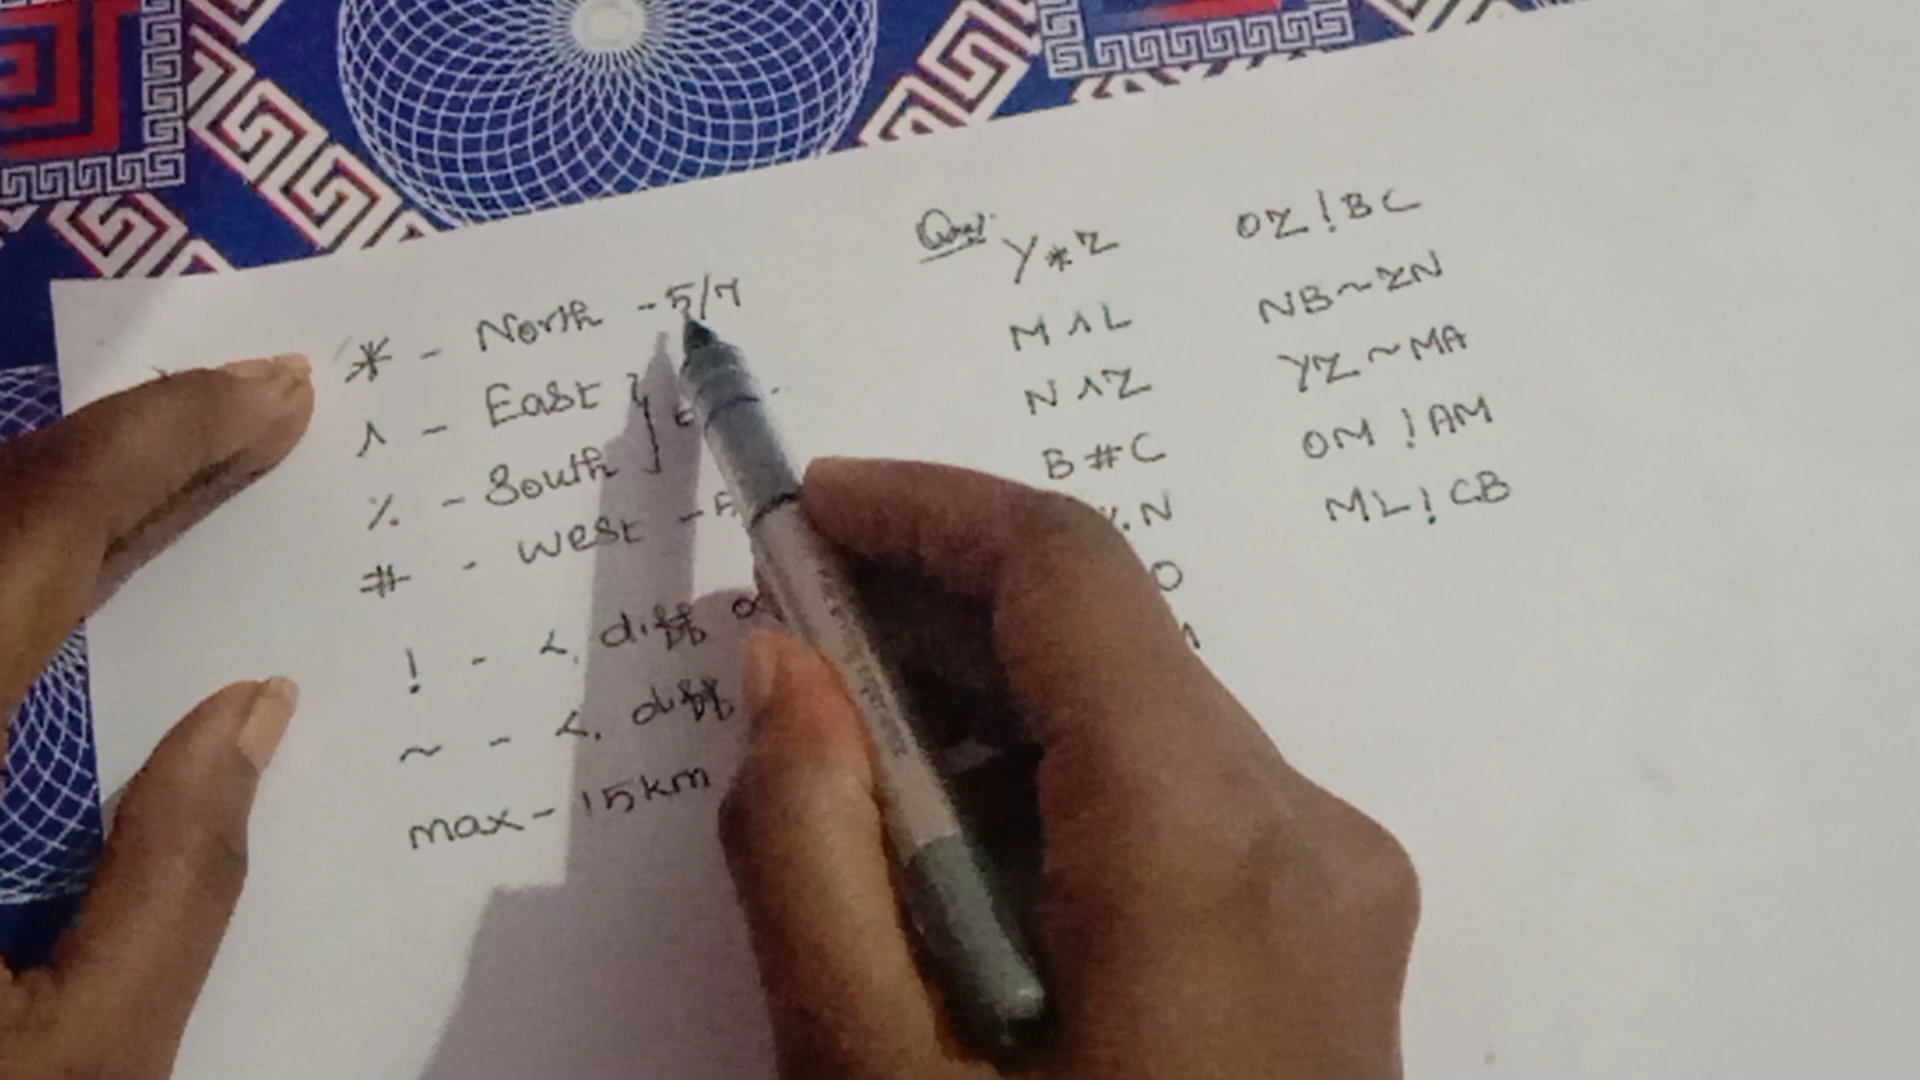 * - North - 5/7
^ - East }
% - South }
# - West -
! - <, diff
~ - <, diff
max - 15km
Ques:
Y * Z
M ^ L
N ^ Z
B # C
%. N
O
OZ ! BC
NB ~ ZN
YZ ~ MA
OM ! AM
ML ! CB